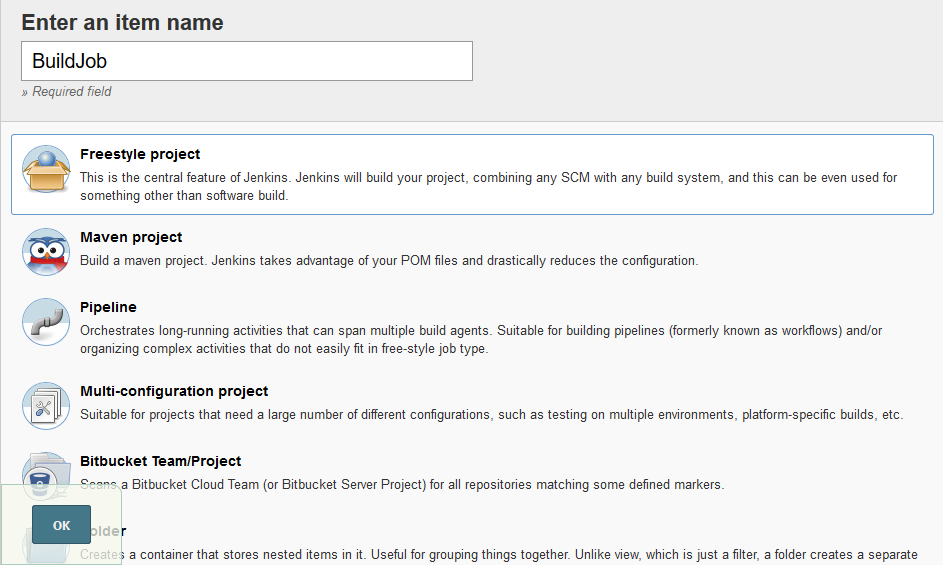 Enter an item name
BuildJob
» Required field
Freestyle project
This is the central feature of Jenkins. Jenkins will build your project, combining any SCM with any build system, and this can be even used for
something other than software build.
Maven project
Build a maven project. Jenkins takes advantage of your POM files and drastically reduces the configuration.
Pipeline
Orchestrates long-running activities that can span multiple build agents. Suitable for building pipelines (formerly known as workflows) and/or
organizing complex activities that do not easily fit in free-style job type.
Multi-configuration project
Suitable for projects that need a large number of different configurations, such as testing on multiple environments, platform-specific builds, etc.
Bitbucket Team/Project
Scans a Bitbucket Cloud Team (or Bitbucket Server Project) for all repositories matching some defined markers.
OK
Folder
Creates a container that stores nested items in it. Useful for grouping things together. Unlike view, which is just a filter, a folder creates a separate